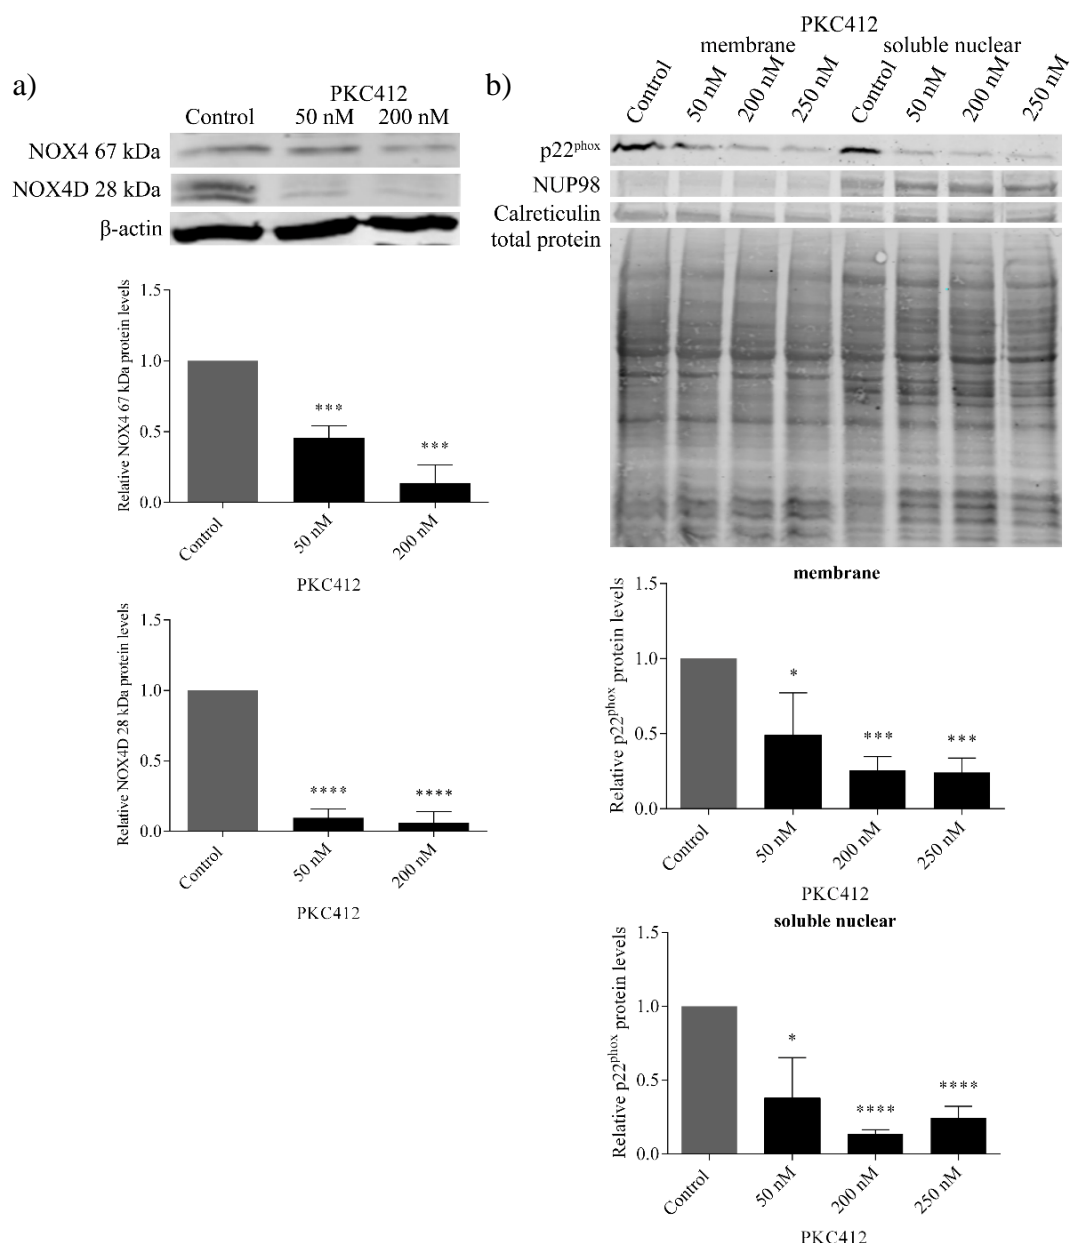 a)
PKC412
Control 50 nM 200 nM
NOX4 67 kDa
NOX4D 28 kDa
β-actin
Relative NOX4 67 kDa protein levels
1.5
1.0
0.5
0.0
***
***
Control
50 nM
200 nM
PKC412
Relative NOX4D 28 kDa protein levels
1.5
1.0
0.5
0.0
****
****
Control
50 nM
200 nM
PKC412
b)
PKC412
membrane soluble nuclear
Control 50 nM 200 nM 250 nM Control 50 nM 200 nM 250 nM
p22phox
NUP98
Calreticulin
total protein
membrane
Relative p22phox protein levels
1.5
1.0
0.5
0.0
*
***
***
Control
50 nM
200 nM
250 nM
PKC412
soluble nuclear
Relative p22phox protein levels
1.5
1.0
0.5
0.0
*
****
****
Control
50 nM
200 nM
250 nM
PKC412